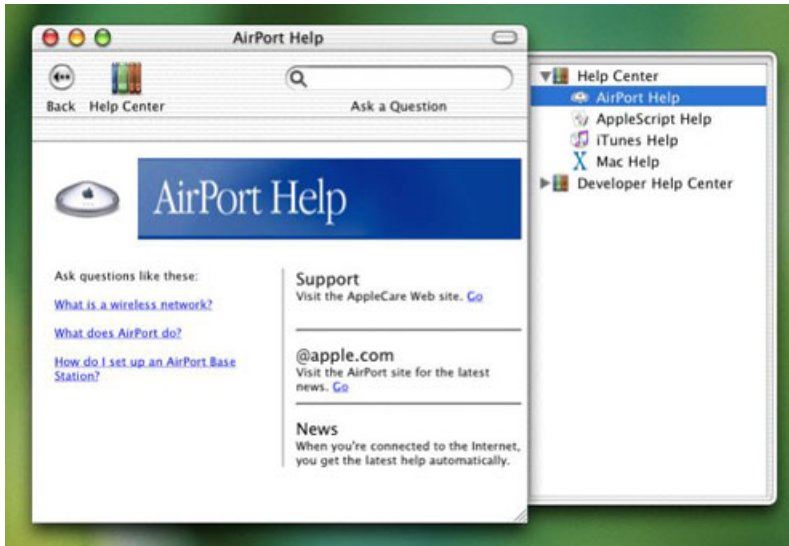 AirPort Help
Back
Help Center
Ask a Question
AirPort Help
Ask questions like these:
What is a wireless network?
What does AirPort do?
How do I set up an AirPort Base
Station?
Support
Visit the AppleCare Web site. Go
@apple.com
Visit the AirPort site for the latest
news. Go
News
When you're connected to the Internet,
you get the latest help automatically.
Help Center
AirPort Help
AppleScript Help
iTunes Help
Mac Help
Developer Help Center